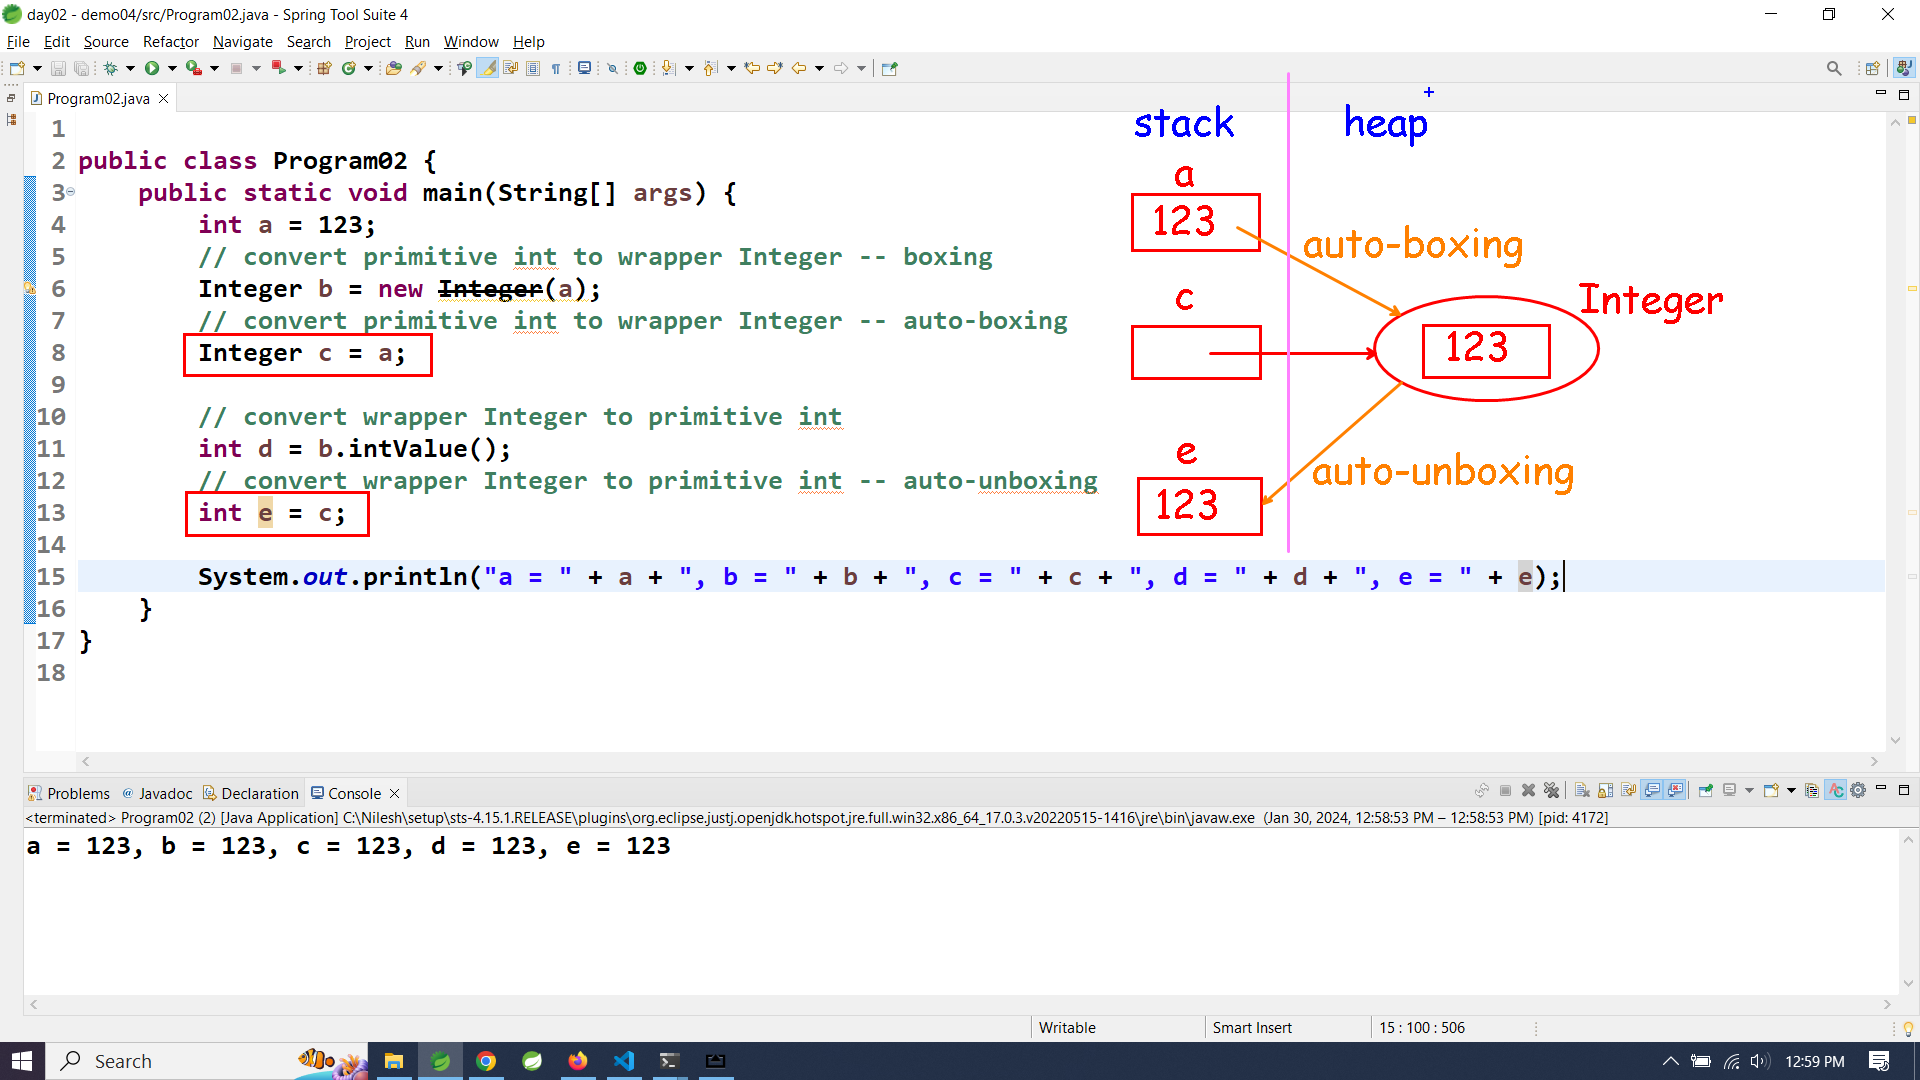 day02 - demo04/src/Program02.java - Spring Tool Suite 4
File Edit Source Refactor Navigate Search Project Run Window Help
Program02.java
1
2 public class Program02 {
3 public static void main(String[] args) {
4 int a = 123;
5 // convert primitive int to wrapper Integer -- boxing
6 Integer b = new Integer(a);
7 // convert primitive int to wrapper Integer -- auto-boxing
8 Integer c = a;
9
10 // convert wrapper Integer to primitive int
11 int d = b.intValue();
12 // convert wrapper Integer to primitive int -- auto-unboxing
13 int e = c;
14
15 System.out.println("a = " + a + ", b = " + b + ", c = " + c + ", d = " + d + ", e = " + e);
16 }
17 }
18
stack heap
a
123
auto-boxing
c
Integer
123
e
auto-unboxing
123
Problems @ Javadoc Declaration Console
<terminated> Program02 (2) [Java Application] C:\Nilesh\setup\sts-4.15.1.RELEASE\plugins\org.eclipse.justj.openjdk.hotspot.jre.full.win32.x86_64_17.0.3.v20220515-1416\jre\bin\javaw.exe (Jan 30, 2024, 12:58:53 PM – 12:58:53 PM) [pid: 4172]
a = 123, b = 123, c = 123, d = 123, e = 123
Writable Smart Insert 15 : 100 : 506
Search 12:59 PM